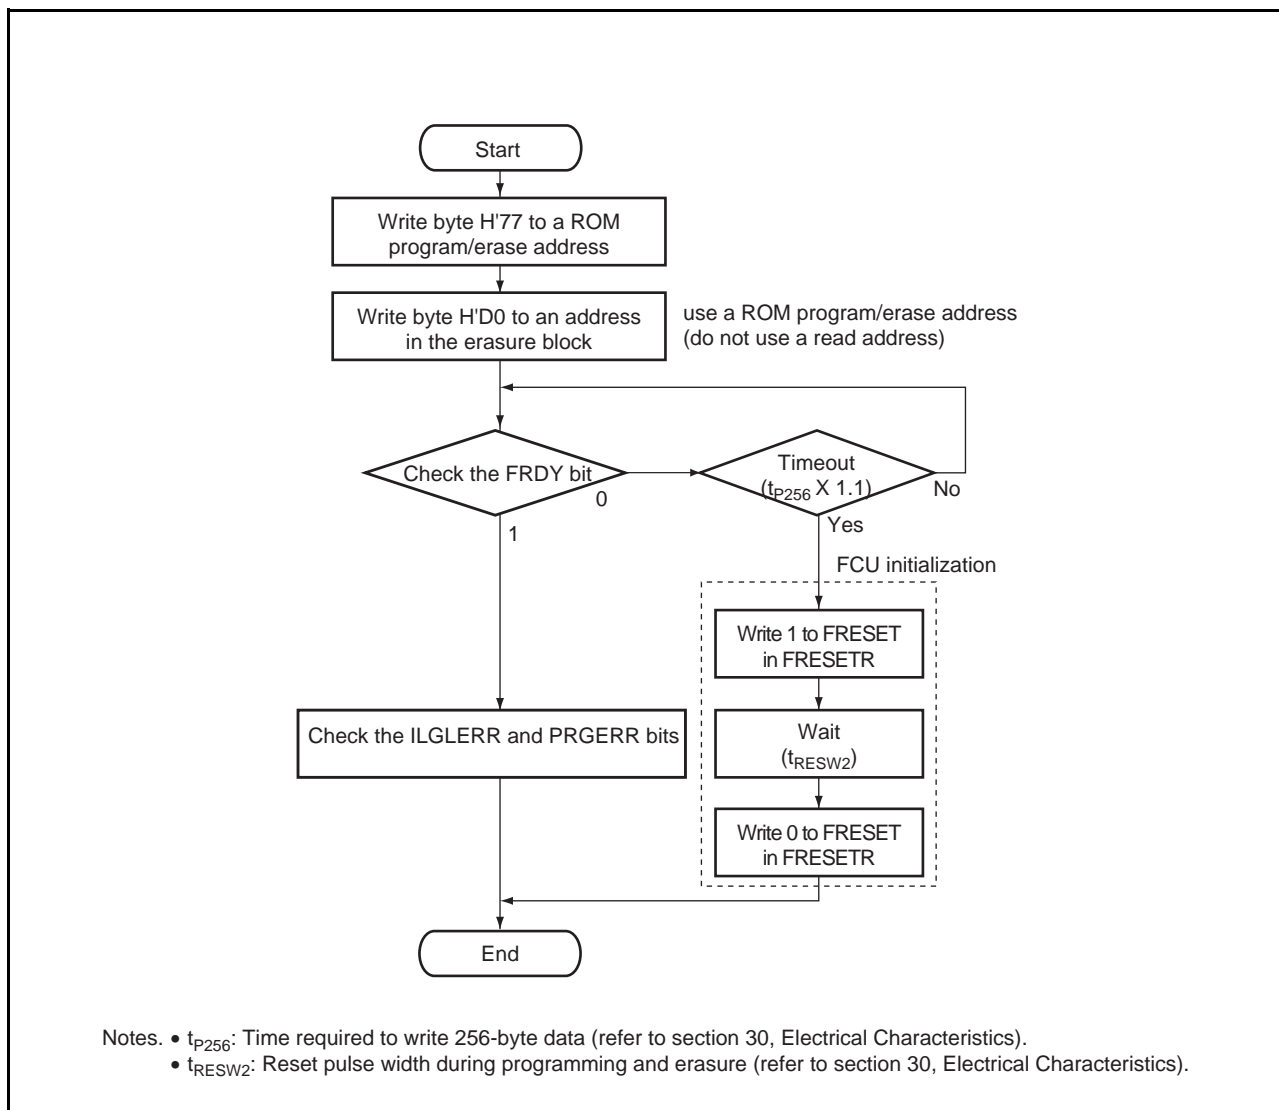 Start
Write byte H'77 to a ROM
program/erase address
Write byte H'D0 to an address
in the erasure block
use a ROM program/erase address
(do not use a read address)
Check the FRDY bit
0
1
Timeout
(tP256 X 1.1)
No
Yes
FCU initialization
Write 1 to FRESET
in FRESETR
Check the ILGLERR and PRGERR bits
Wait
(tRESW2)
Write 0 to FRESET
in FRESETR
End
Notes. • tP256: Time required to write 256-byte data (refer to section 30, Electrical Characteristics).
• tRESW2: Reset pulse width during programming and erasure (refer to section 30, Electrical Characteristics).